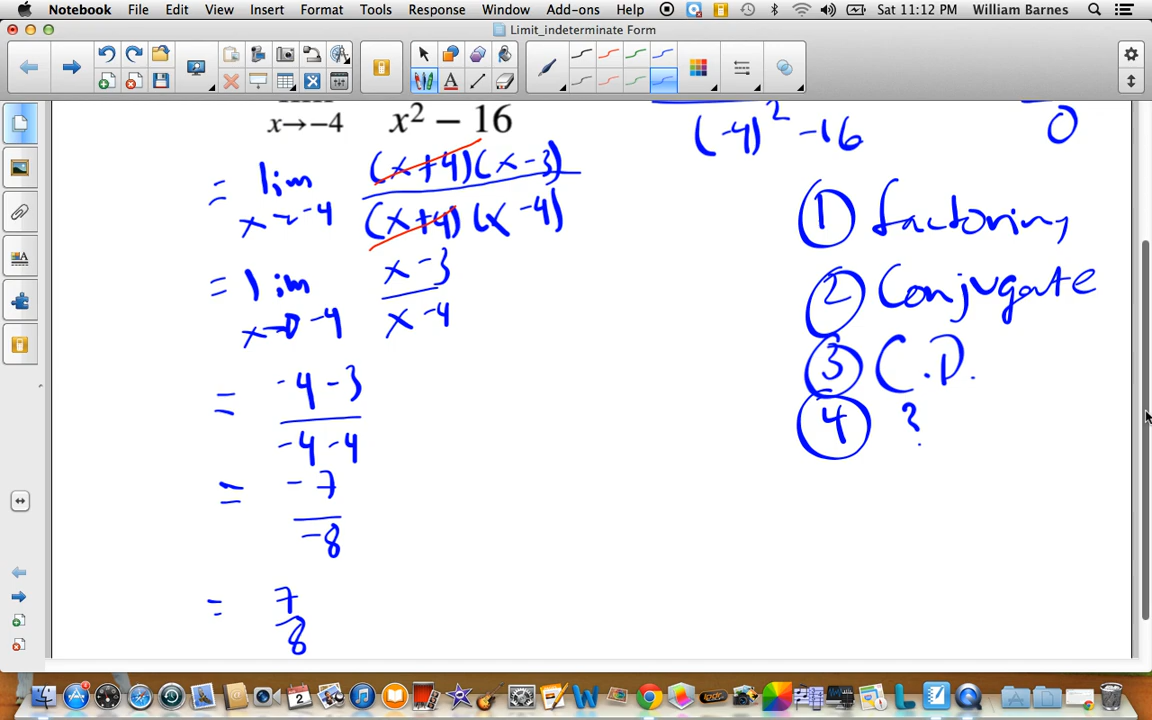 Notebook File Edit View Insert Format Tools Responses Window Add-ons Help Sat 11:12 PM William Barnes
Limit_indeterminate Form
x→−4 x² − 16
(-4)² -16
0
= lim (x+4)(x-3)
x→-4 (x+4)(x-4)
= lim x-3
x→-4 x-4
= -4-3
-4-4
= -7
-8
= 7
8
① factoring
② Conjugate
③ C.D.
④ ?